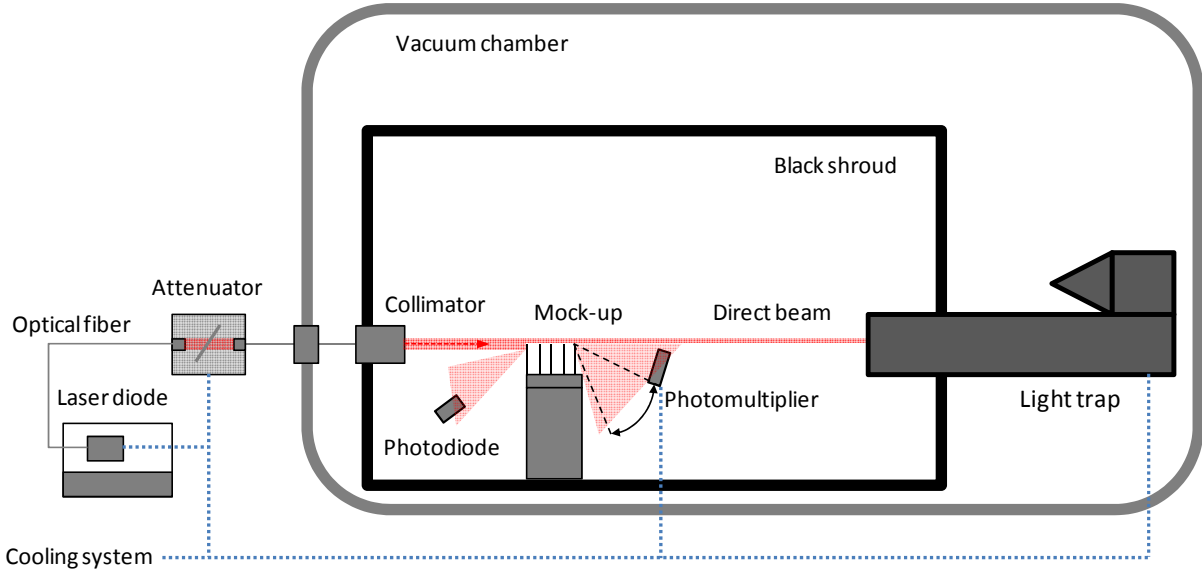 Vacuum chamber
Black shroud
Attenuator
Collimator
Mock-up
Direct beam
Optical fiber
Laser diode
Photomultiplier
Light trap
Photodiode
Cooling system